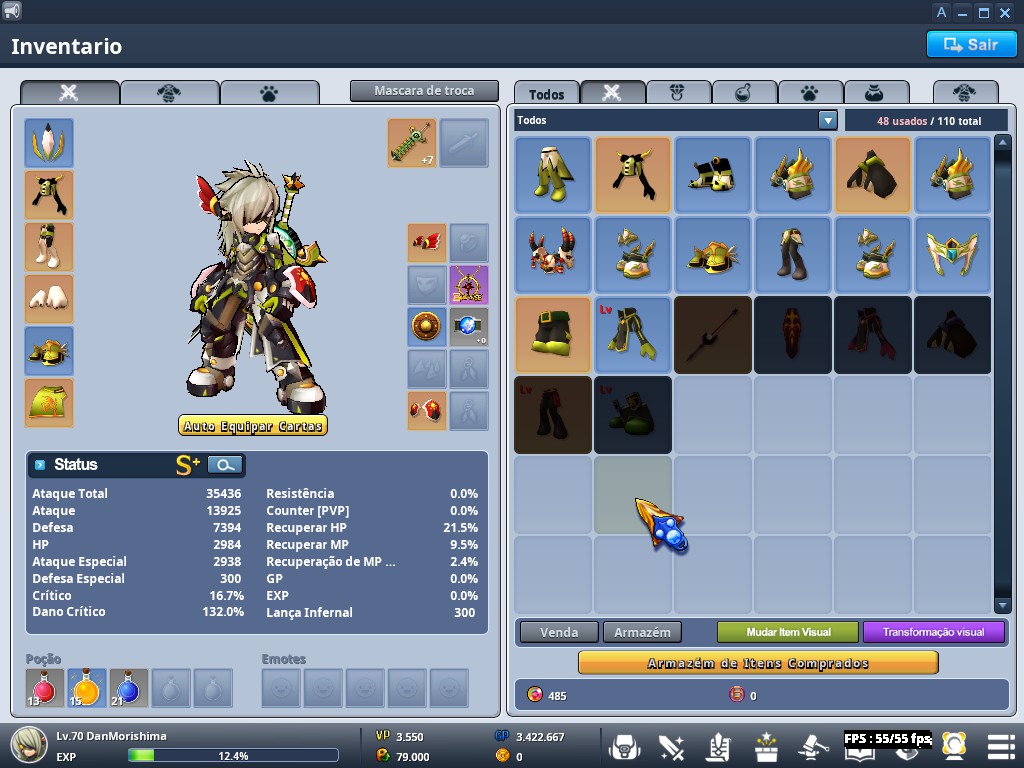 A
Inventario
Sair
Mascara de troca
Todos
Todos
48 usados / 110 total
+7
+0
Lv
Lv
Lv
Auto Equipar Cartas
Status
S+
Ataque Total 35436
Ataque 13925
Defesa 7394
HP 2984
Ataque Especial 2938
Defesa Especial 300
Crítico 16.7%
Dano Crítico 132.0%
Resistência 0.0%
Counter [PVP] 0.0%
Recuperar HP 21.5%
Recuperar MP 9.5%
Recuperação de MP ... 2.4%
GP 0.0%
EXP 0.0%
Lança Infernal 300
Poção
13
15
21
Emotes
Venda
Armazém
Mudar Item Visual
Transformação visual
Armazém de Itens Comprados
485
0
Lv.70 DanMorishima
EXP
12.4%
VP 3.550
79.000
GP 3.422.667
0
FPS : 55/55 fps